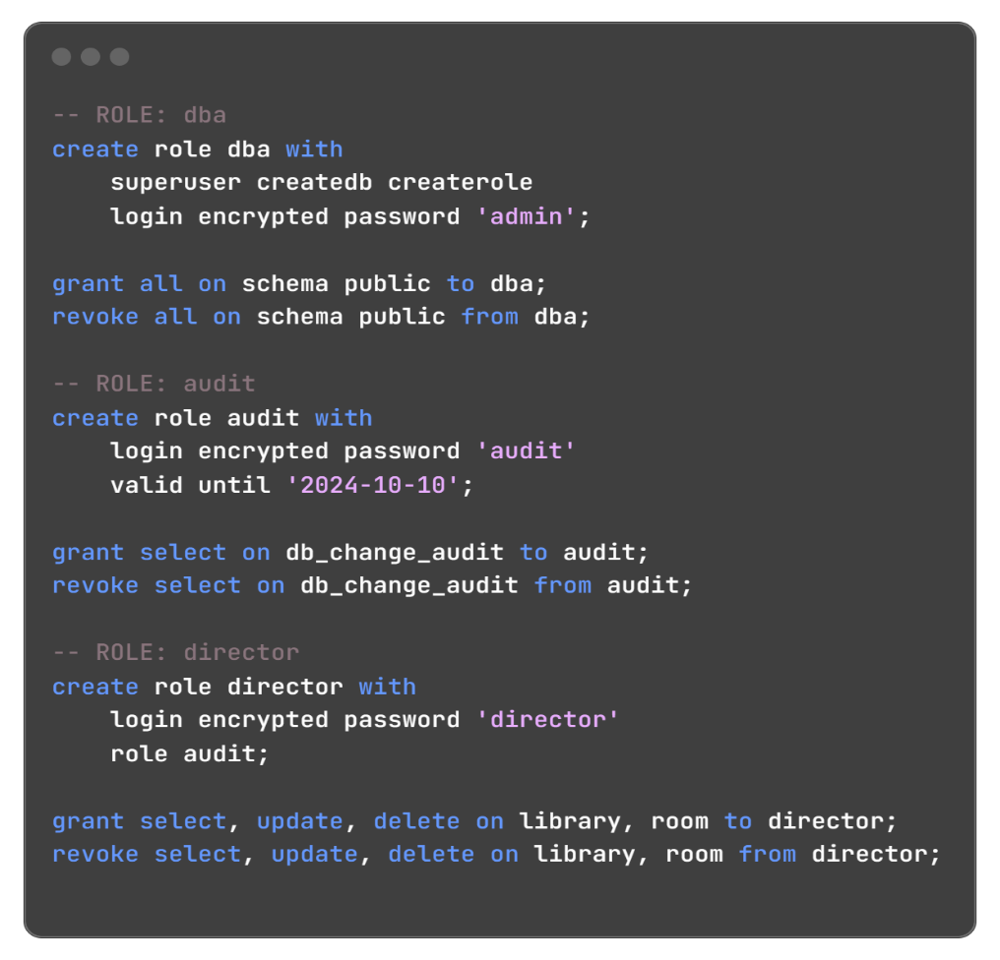 -- ROLE: dba
create role dba with
    superuser createdb createrole
    login encrypted password 'admin';

grant all on schema public to dba;
revoke all on schema public from dba;

-- ROLE: audit
create role audit with
    login encrypted password 'audit'
    valid until '2024-10-10';

grant select on db_change_audit to audit;
revoke select on db_change_audit from audit;

-- ROLE: director
create role director with
    login encrypted password 'director'
    role audit;

grant select, update, delete on library, room to director;
revoke select, update, delete on library, room from director;